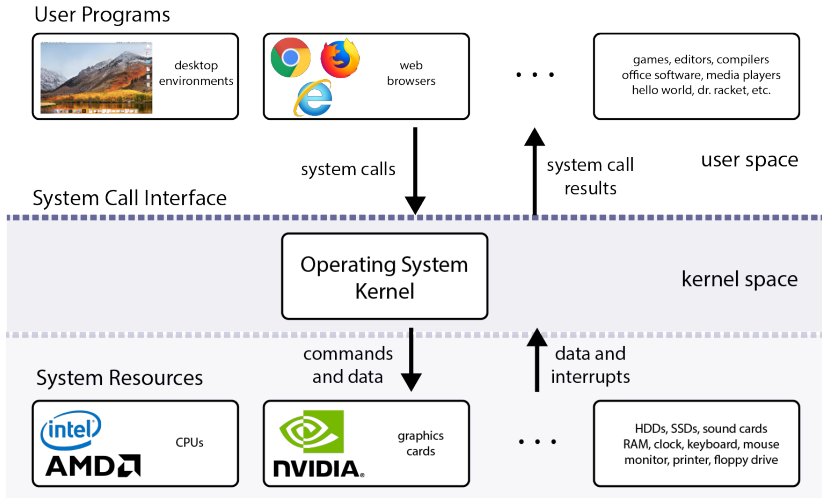 User Programs
desktop
environments
web
browsers
...
games, editors, compilers
office software, media players
hello world, dr. racket, etc.
system calls
system call
results
user space
System Call Interface
Operating System
Kernel
kernel space
commands
and data
data and
interrupts
System Resources
intel
AMD
CPUs
NVIDIA.
graphics
cards
...
HDDs, SSDs, sound cards
RAM, clock, keyboard, mouse
monitor, printer, floppy drive